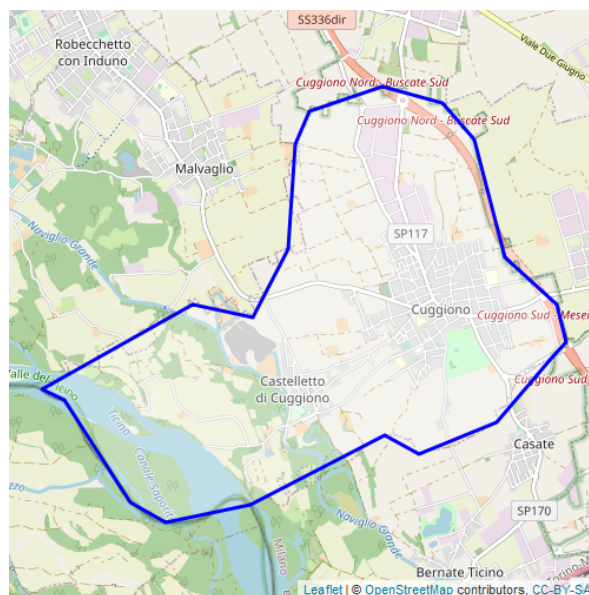 SS336dir
Robecchetto
con Induno
Viale Due Giugno
Cuggiono Nord - Buscate Sud
Cuggiono Nord - Buscate Sud
Malvaglio
Naviglio Grande
SP117
Cuggiono
Cuggiono Sud - Meser
Valle del Ticino
Castelletto
di Cuggiono
Cuggiono Sud
Ticino
Canale Saporiti
Casate
SP170
Naviglio Grande
Milano
Bernate Ticino
Leaflet | © OpenStreetMap contributors, CC-BY-SA